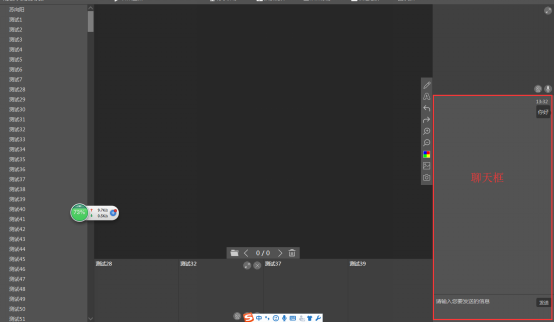 测试1
测试2
测试3
测试4
测试5
测试6
测试7
测试28
测试29
测试30
测试31
测试32
测试33
测试34
测试35
测试36
测试37
测试38
测试39
测试40
测试41
测试42
测试43
测试44
测试45
测试46
测试47
测试48
测试49
测试50
测试51
73%
0 / 0
测试28
测试32
测试37
测试39
13:32
你好
聊天框
请输入您要发送的信息
发送
中